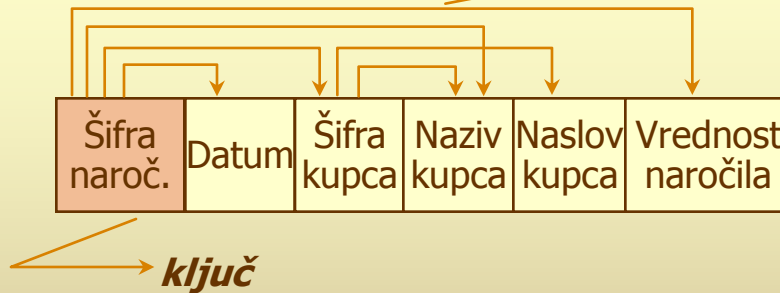 Šifra
naroč.
Datum
Šifra
kupca
Naziv
kupca
Naslov
kupca
Vrednost
naročila
ključ